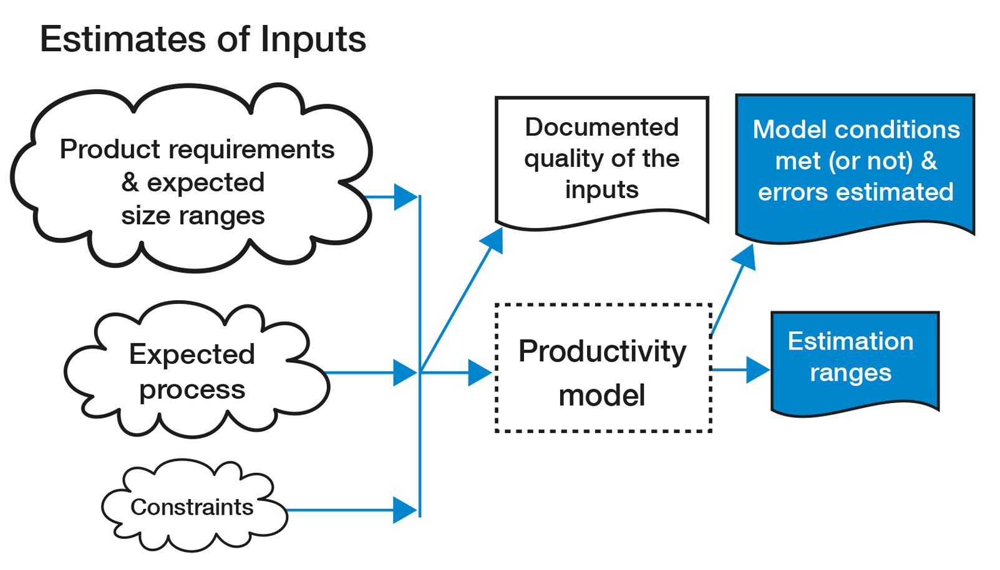 Estimates of Inputs
Product requirements
& expected
size ranges
Documented
quality of the
inputs
Model conditions
met (or not) &
errors estimated
Expected
process
Productivity
model
Estimation
ranges
Constraints